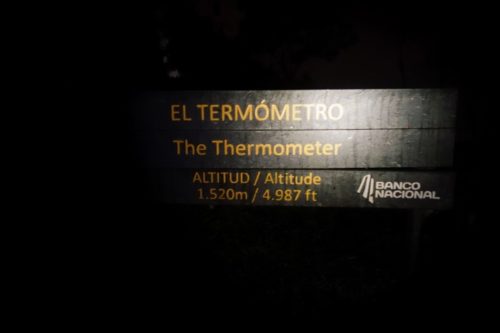 EL TERMÓMETRO
The Thermometer
ALTITUD / Altitude
1.520m / 4.987 ft
BANCO
NACIONAL